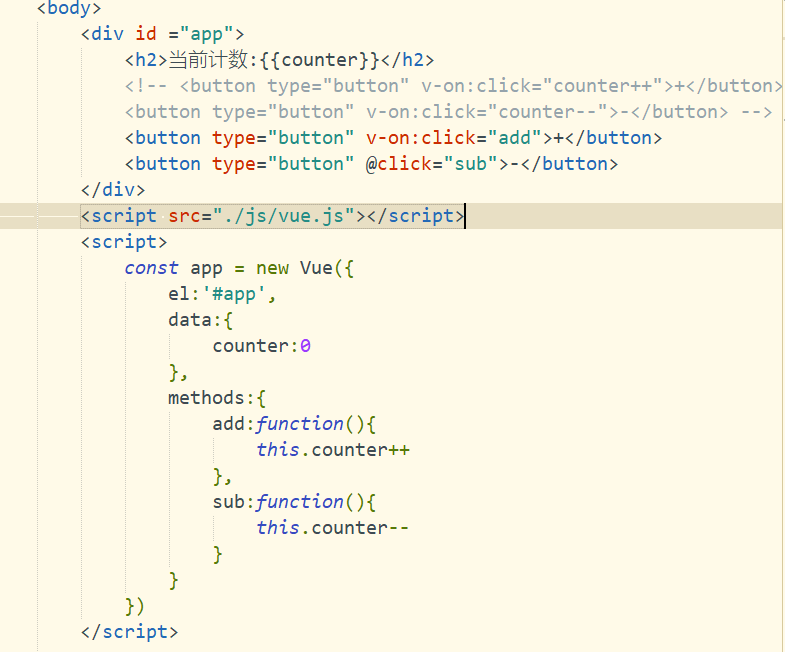 <body>
<div id ="app">
<h2>当前计数:{{counter}}</h2>
<!-- <button type="button" v-on:click="counter++">+</button>
<button type="button" v-on:click="counter--">-</button> -->
<button type="button" v-on:click="add">+</button>
<button type="button" @click="sub">-</button>
</div>
<script src="./js/vue.js"></script>
<script>
const app = new Vue({
el:'#app',
data:{
counter:0
},
methods:{
add:function(){
this.counter++
},
sub:function(){
this.counter--
}
}
})
</script>